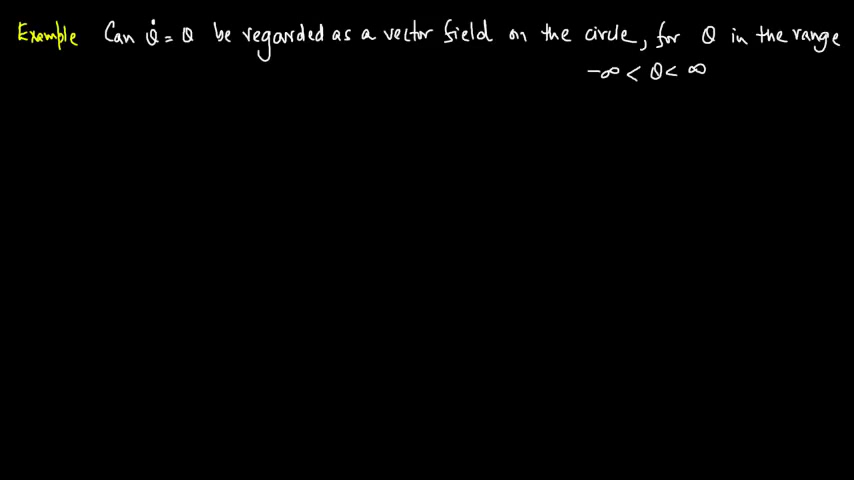 Example Can θ̇ = θ be regarded as a vector field on the circle, for θ in the range
-∞ < θ < ∞